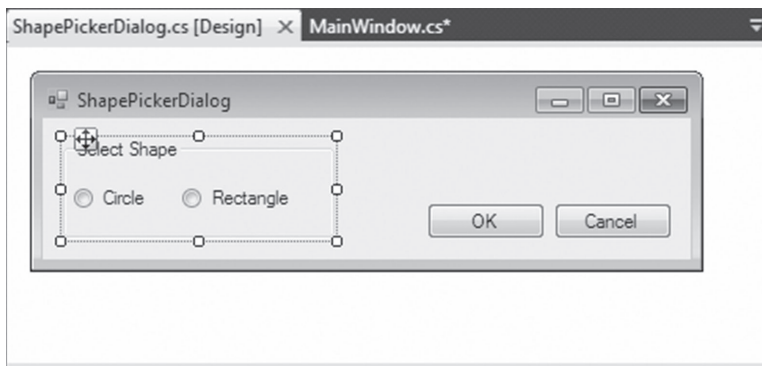 ShapePickerDialog.cs [Design] MainWindow.cs*
ShapePickerDialog
Select Shape
Circle Rectangle
OK Cancel